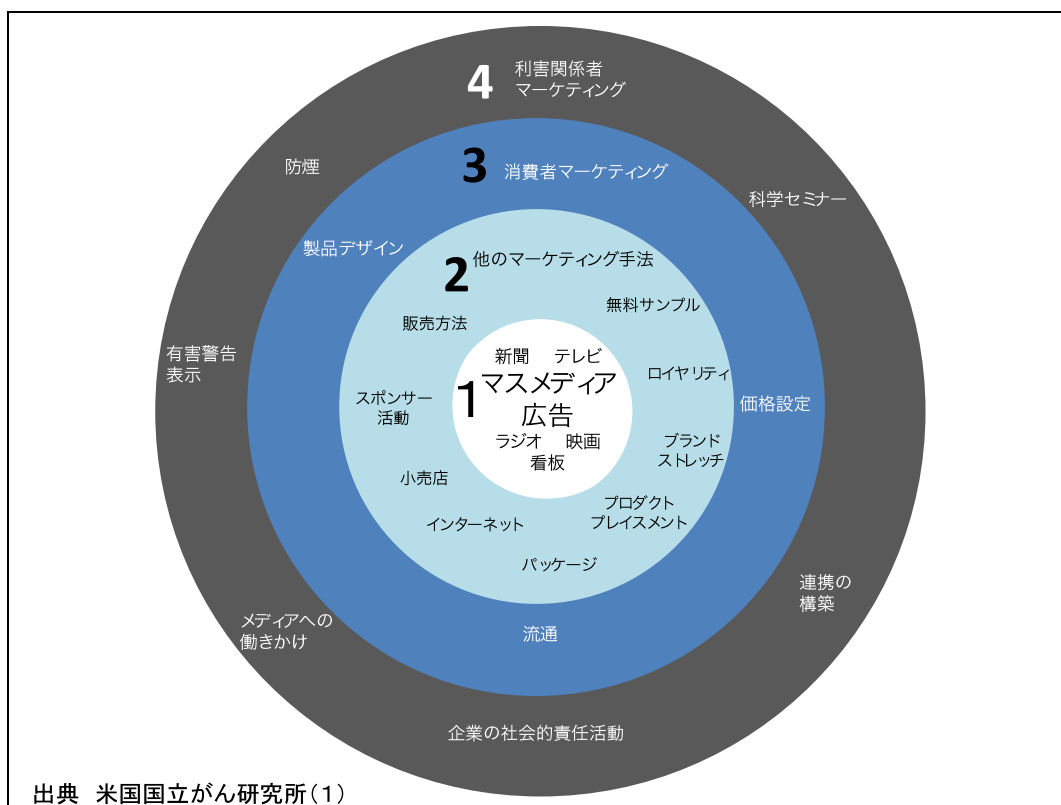 4
利害関係者
マーケティング
防煙
科学セミナー
有害警告
表示
連携の
構築
メディアへの
働きかけ
企業の社会的責任活動
3
消費者マーケティング
製品デザイン
価格設定
流通
2
他のマーケティング手法
無料サンプル
販売方法
ロイヤリティ
スポンサー
活動
ブランド
ストレッチ
小売店
プロダクト
プレイスメント
インターネット
パッケージ
1
新聞 テレビ
マスメディア
広告
ラジオ 映画
看板
出典 米国国立がん研究所(1)